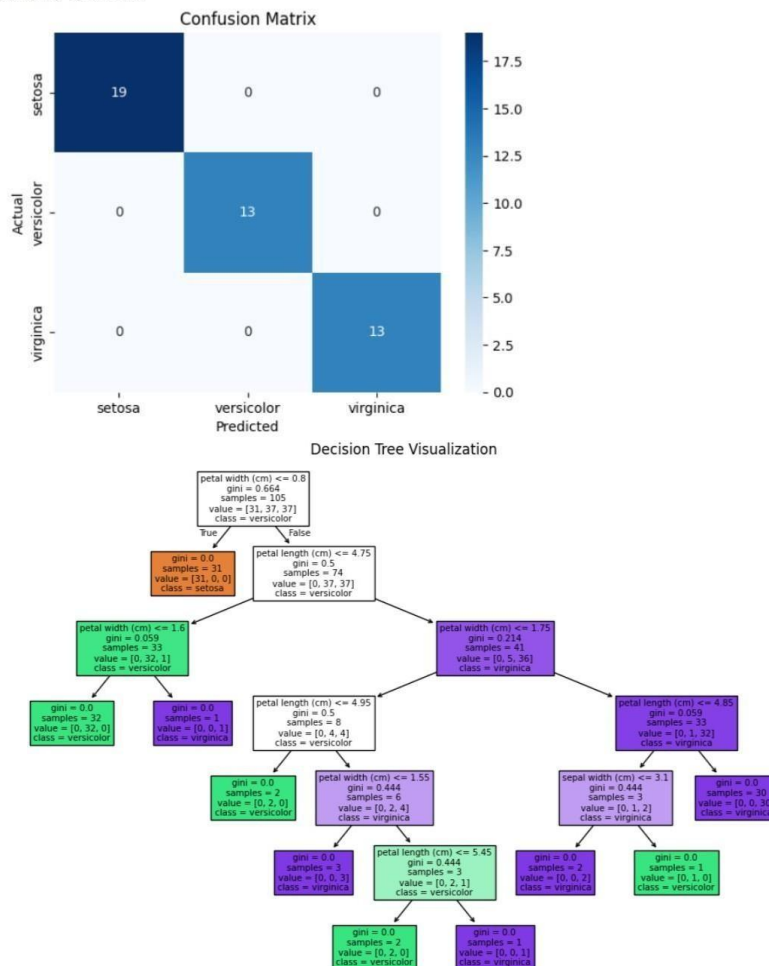 Confusion Matrix
setosa
versicolor
virginica
Actual
19 0 0
0 13 0
0 0 13
setosa versicolor virginica
Predicted
17.5
15.0
12.5
10.0
7.5
5.0
2.5
0.0
Decision Tree Visualization
petal width (cm) <= 0.8
gini = 0.664
samples = 105
value = [31, 37, 37]
class = versicolor
True
False
gini = 0.0
samples = 31
value = [31, 0, 0]
class = setosa
petal length (cm) <= 4.75
gini = 0.5
samples = 74
value = [0, 37, 37]
class = versicolor
petal width (cm) <= 1.6
gini = 0.059
samples = 33
value = [0, 32, 1]
class = versicolor
petal width (cm) <= 1.75
gini = 0.214
samples = 41
value = [0, 5, 36]
class = virginica
gini = 0.0
samples = 32
value = [0, 32, 0]
class = versicolor
gini = 0.0
samples = 1
value = [0, 0, 1]
class = virginica
petal length (cm) <= 4.95
gini = 0.5
samples = 8
value = [0, 4, 4]
class = versicolor
petal length (cm) <= 4.85
gini = 0.059
samples = 33
value = [0, 1, 32]
class = virginica
gini = 0.0
samples = 2
value = [0, 2, 0]
class = versicolor
petal width (cm) <= 1.55
gini = 0.444
samples = 6
value = [0, 2, 4]
class = virginica
sepal width (cm) <= 3.1
gini = 0.444
samples = 3
value = [0, 1, 2]
class = virginica
gini = 0.0
samples = 30
value = [0, 0, 30]
class = virginica
gini = 0.0
samples = 3
value = [0, 0, 3]
class = virginica
petal length (cm) <= 5.45
gini = 0.444
samples = 3
value = [0, 2, 1]
class = versicolor
gini = 0.0
samples = 2
value = [0, 0, 2]
class = virginica
gini = 0.0
samples = 1
value = [0, 1, 0]
class = versicolor
gini = 0.0
samples = 2
value = [0, 2, 0]
class = versicolor
gini = 0.0
samples = 1
value = [0, 0, 1]
class = virginica